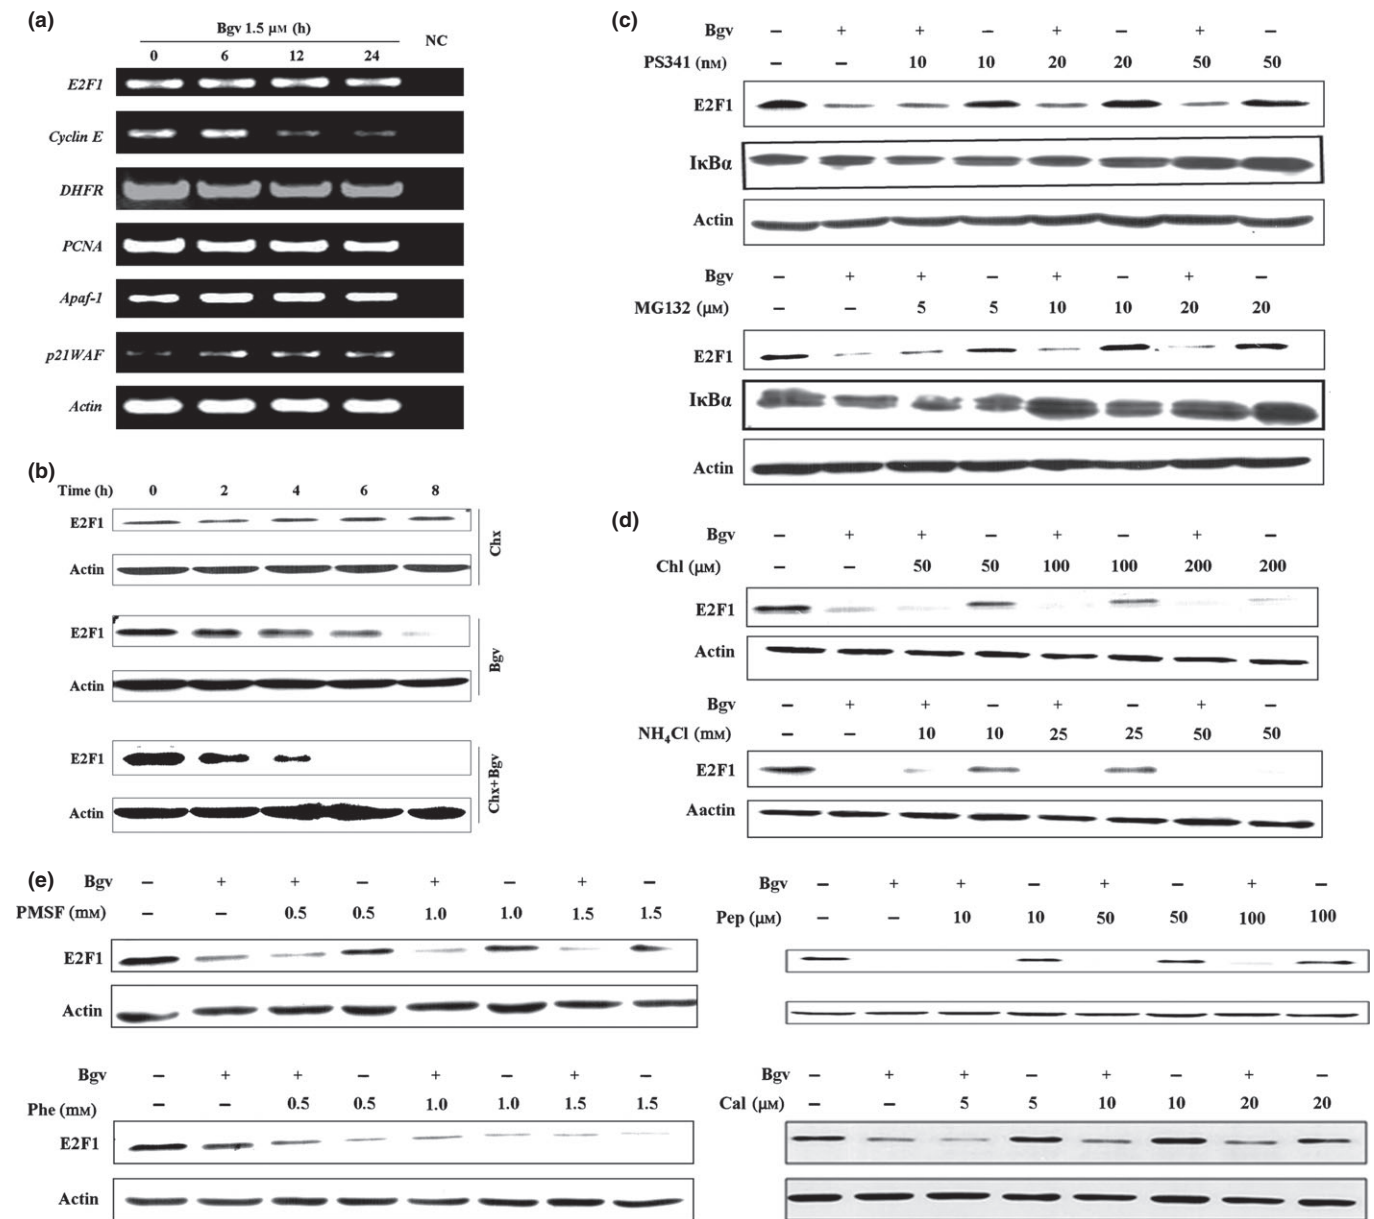 (a)
Bgv 1.5 µM (h)
NC
0 6 12 24
E2F1
Cyclin E
DHFR
PCNA
Apaf-1
p21WAF
Actin
(b)
Time (h) 0 2 4 6 8
E2F1
Actin
Chx
E2F1
Actin
Bgv
E2F1
Actin
Chx+Bgv
(c)
Bgv – + + – + – + –
PS341 (nM) – – 10 10 20 20 50 50
E2F1
IκBα
Actin
Bgv – + + – + – + –
MG132 (µM) – – 5 5 10 10 20 20
E2F1
IκBα
Actin
(d)
Bgv – + + – + – + –
Chl (µM) – – 50 50 100 100 200 200
E2F1
Actin
Bgv – + + – + – + –
NH₄Cl (mM) – – 10 10 25 25 50 50
E2F1
Aactin
(e)
Bgv – + + – + – + –
PMSF (mM) – – 0.5 0.5 1.0 1.0 1.5 1.5
E2F1
Actin
Bgv – + + – + – + –
Pep (µM) – – 10 10 50 50 100 100
Bgv – + + – + – + –
Phe (mM) – – 0.5 0.5 1.0 1.0 1.5 1.5
E2F1
Actin
Bgv – + + – + – + –
Cal (µM) – – 5 5 10 10 20 20